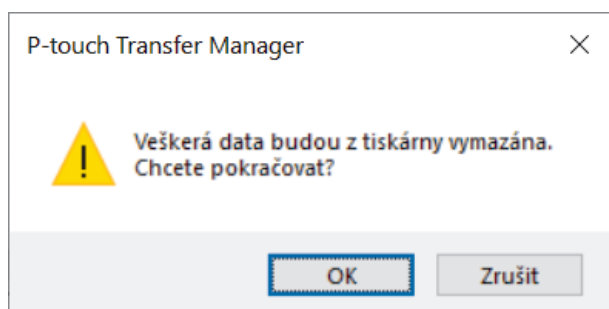 P-touch Transfer Manager
Veškerá data budou z tiskárny vymazána.
Chcete pokračovat?
OK
Zrušit